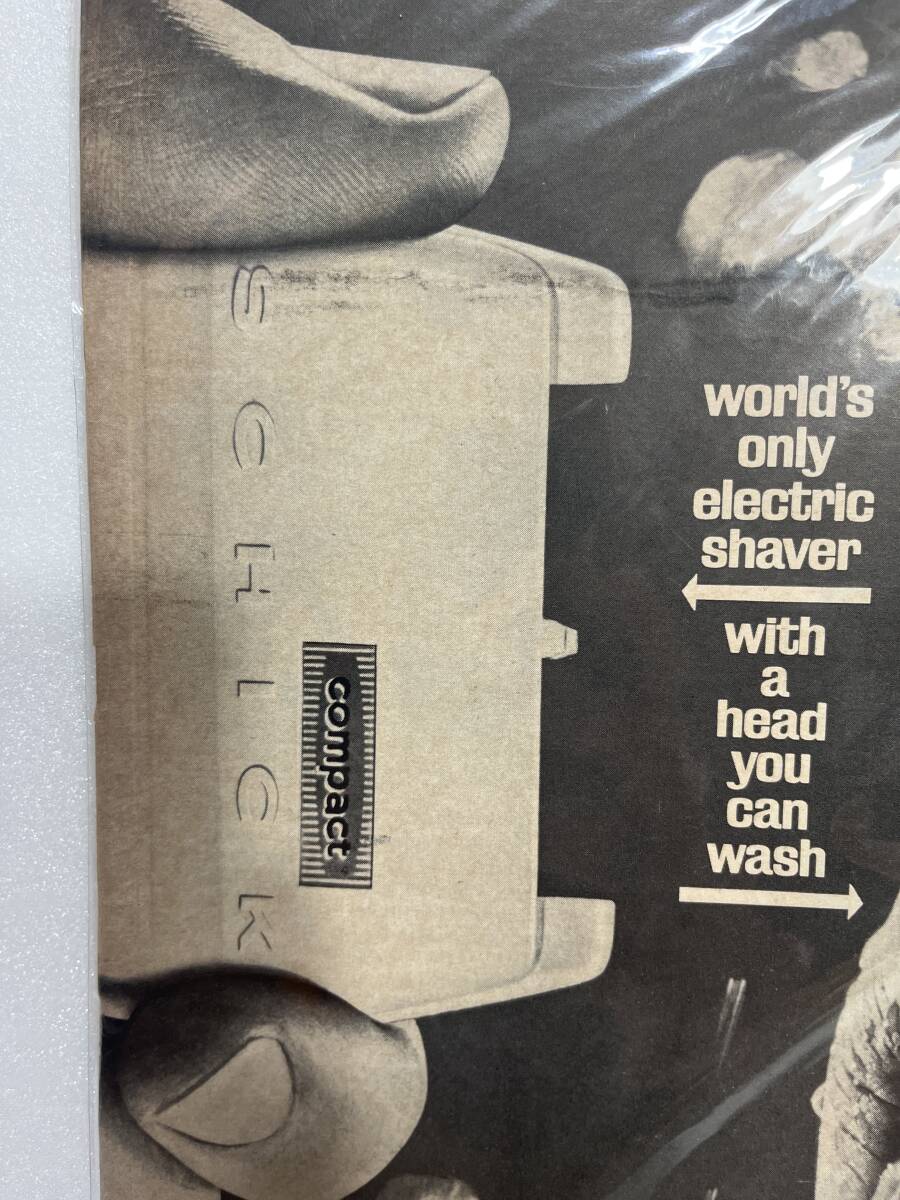 SCHICK
compact
world's
only
electric
shaver
with
a
head
you
can
wash